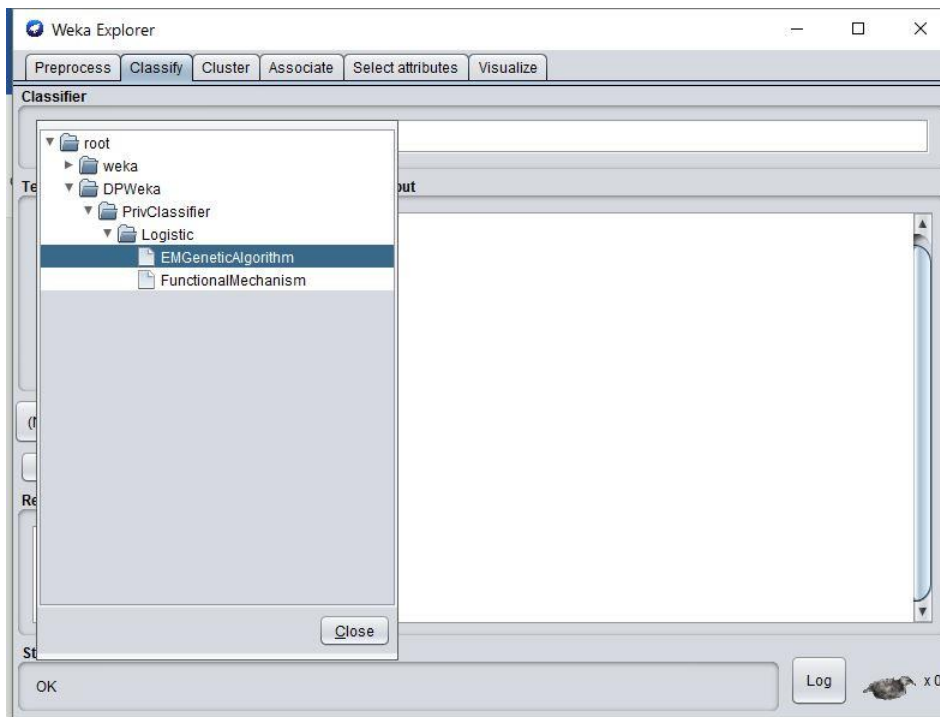 Weka Explorer
Preprocess Classify Cluster Associate Select attributes Visualize
Classifier
root
weka
DPWeka
PrivClassifier
Logistic
EMGeneticAlgorithm
FunctionalMechanism
Close
OK
Log
x 0